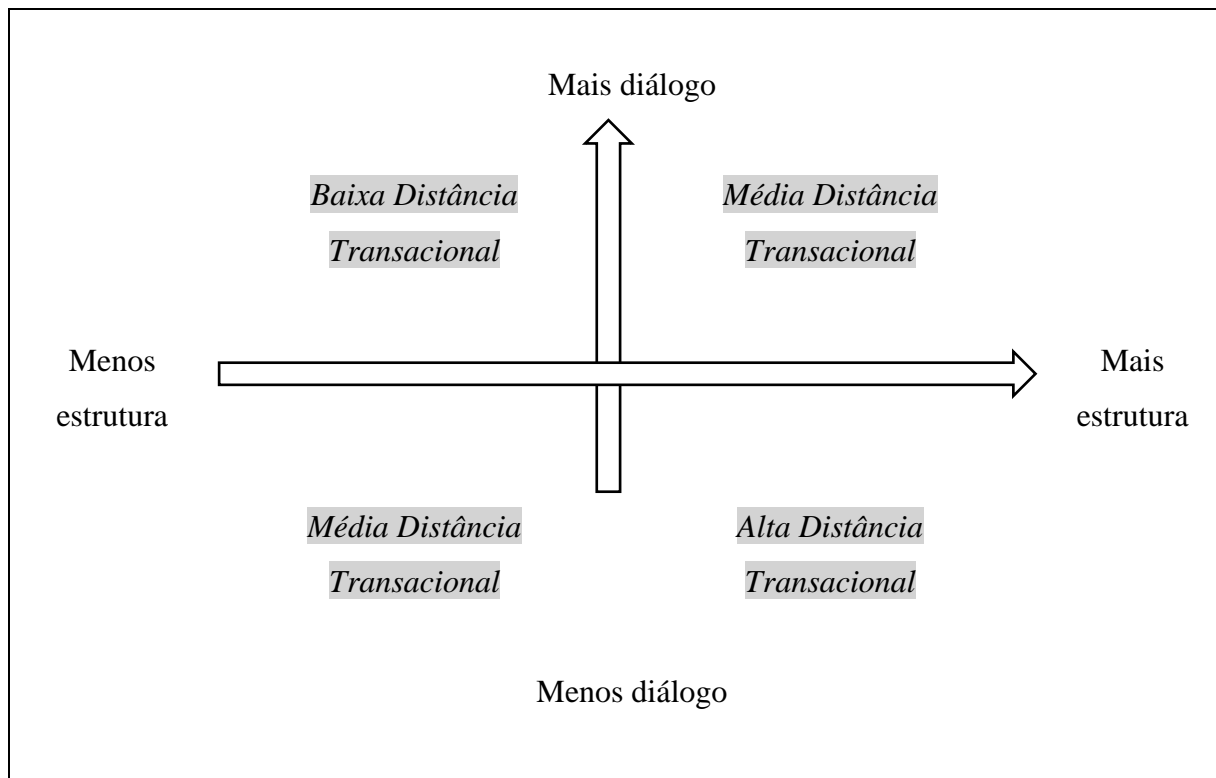 Mais diálogo
Baixa Distância
Transacional
Média Distância
Transacional
Menos
estrutura
Mais
estrutura
Média Distância
Transacional
Alta Distância
Transacional
Menos diálogo